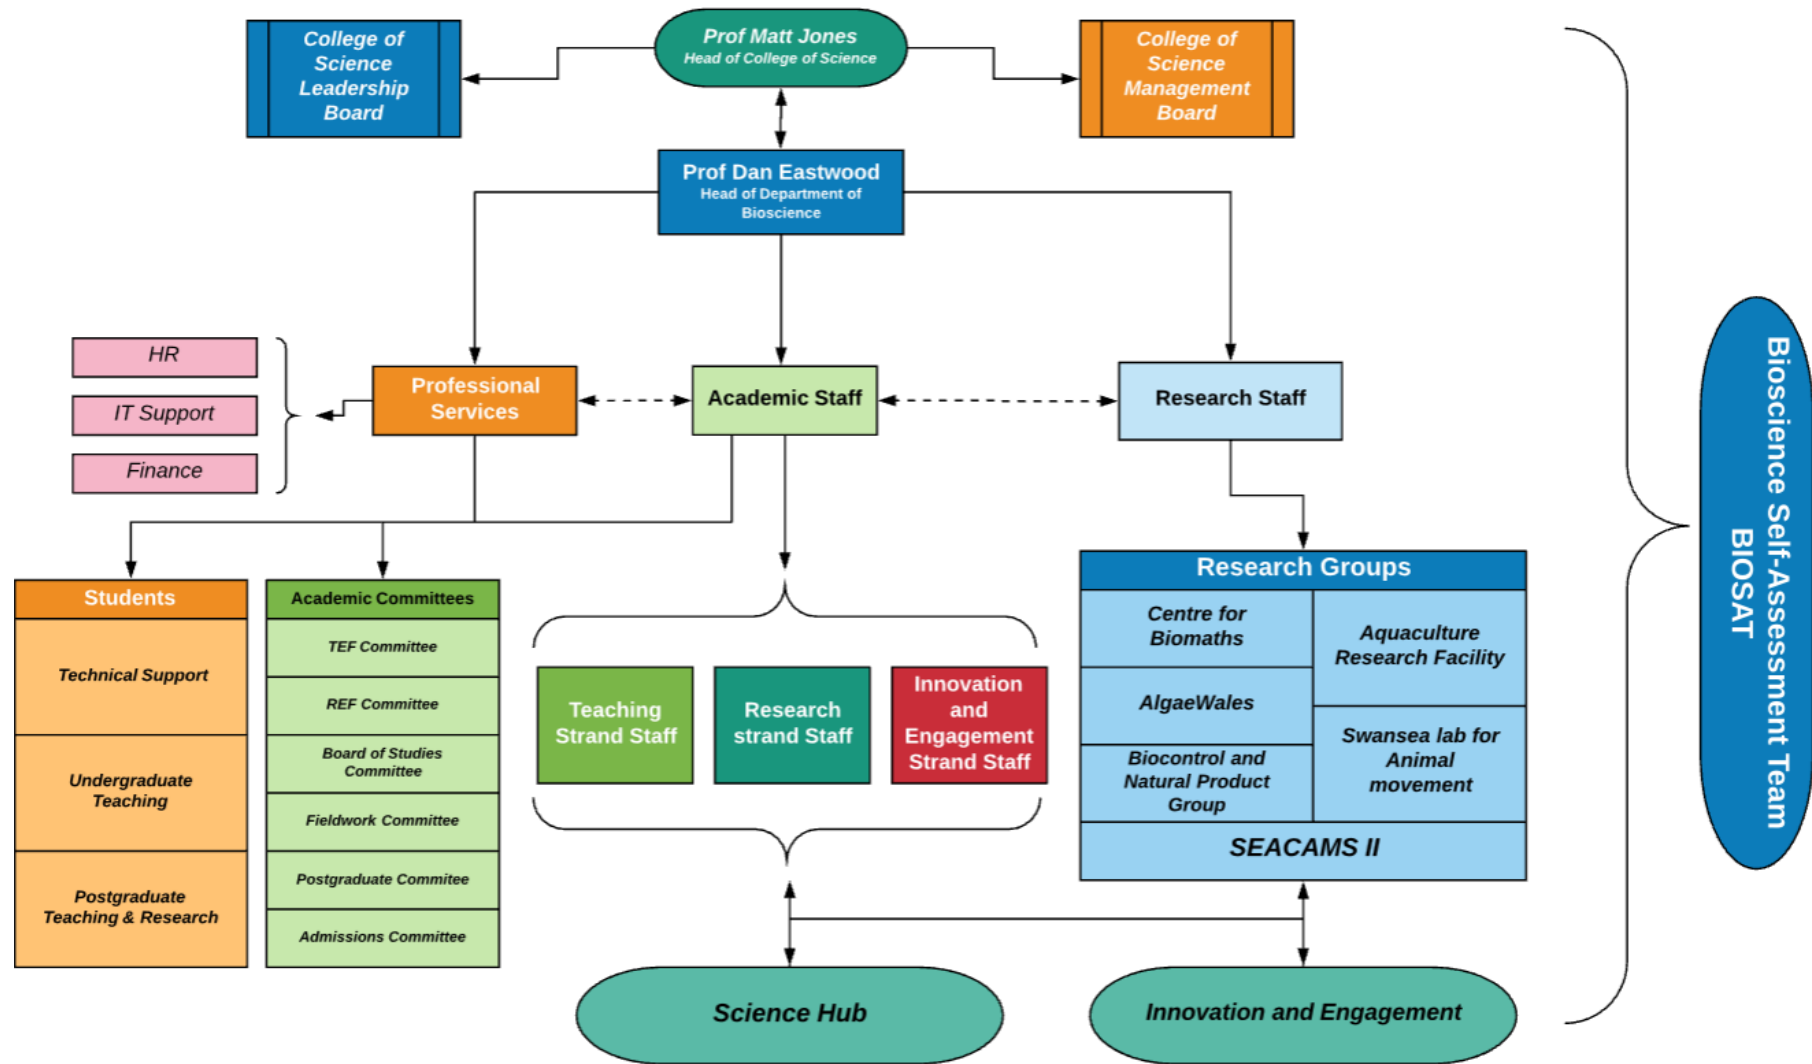 College of
Science
Leadership
Board
Prof Matt Jones
Head of College of Science
College of
Science
Management
Board
Prof Dan Eastwood
Head of Department of
Bioscience
HR
IT Support
Finance
Professional
Services
Academic Staff
Research Staff
Students
Technical Support
Undergraduate
Teaching
Postgraduate
Teaching & Research
Academic Committees
TEF Committee
REF Committee
Board of Studies
Committee
Fieldwork Committee
Postgraduate Commitee
Admissions Committee
Teaching
Strand Staff
Research
strand Staff
Innovation
and
Engagement
Strand Staff
Research Groups
Centre for
Biomaths
AlgaeWales
Biocontrol and
Natural Product
Group
Aquaculture
Research Facility
Swansea lab for
Animal
movement
SEACAMS II
Science Hub
Innovation and Engagement
Bioscience Self-Assessment Team
BIOSAT